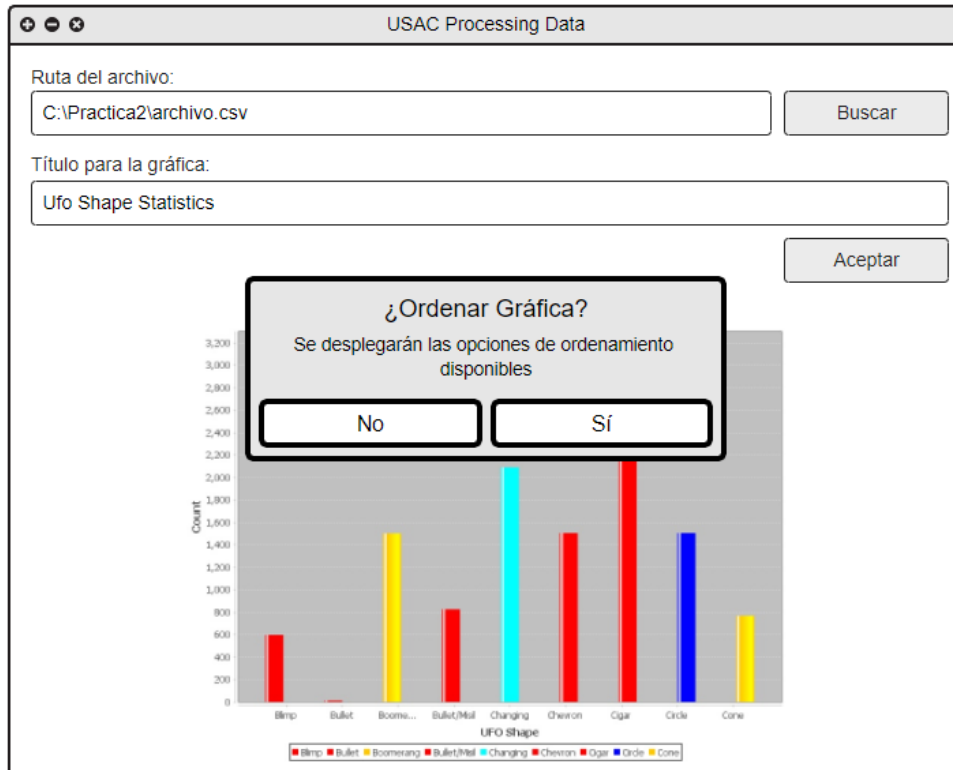 USAC Processing Data
Ruta del archivo:
C:\Practica2\archivo.csv
Buscar
Título para la gráfica:
Ufo Shape Statistics
Aceptar
¿Ordenar Gráfica?
Se desplegarán las opciones de ordenamiento
disponibles
No
Sí
3,200
3,000
2,800
2,600
2,400
2,200
2,000
1,800
1,600
1,400
1,200
1,000
800
600
400
200
0
Count
Blimp Bullet Boome... Bullet/Misil Changing Chevron Cigar Circle Cone
UFO Shape
Blimp Bullet Boomerang Bullet/Misil Changing Chevron Cigar Circle Cone